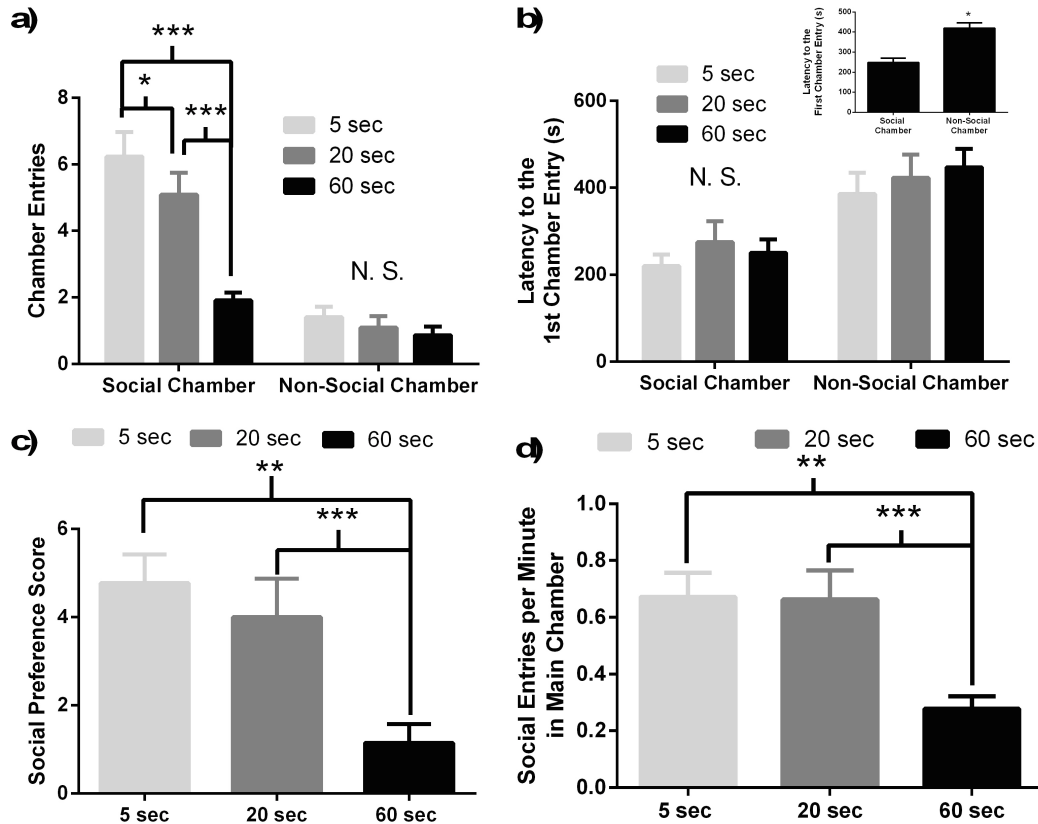 a)
***
*
***
5 sec
20 sec
60 sec
N. S.
Chamber Entries
8
6
4
2
0
Social Chamber
Non-Social Chamber
b)
5 sec
20 sec
60 sec
N. S.
Latency to the
1st Chamber Entry (s)
600
400
200
0
Social Chamber
Non-Social Chamber
Latency to the
First Chamber Entry (s)
500
400
300
200
100
0
*
Social
Chamber
Non-Social
Chamber
c)
5 sec
20 sec
60 sec
**
***
Social Preference Score
6
4
2
0
5 sec
20 sec
60 sec
d)
5 sec
20 sec
60 sec
**
***
Social Entries per Minute
in Main Chamber
1.0
0.8
0.6
0.4
0.2
0.0
5 sec
20 sec
60 sec